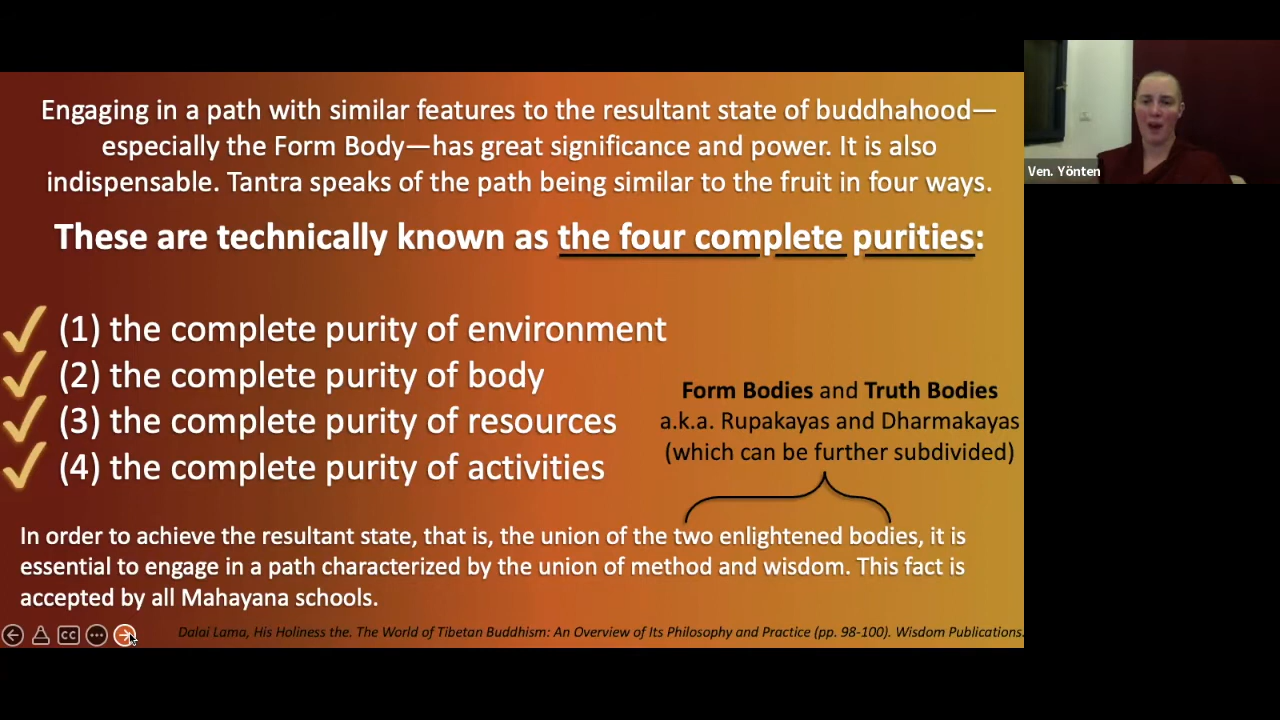 Engaging in a path with similar features to the resultant state of buddhahood—
especially the Form Body—has great significance and power. It is also
indispensable. Tantra speaks of the path being similar to the fruit in four ways.
These are technically known as the four complete purities:
(1) the complete purity of environment
(2) the complete purity of body
(3) the complete purity of resources
(4) the complete purity of activities
Form Bodies and Truth Bodies
a.k.a. Rupakayas and Dharmakayas
(which can be further subdivided)
In order to achieve the resultant state, that is, the union of the two enlightened bodies, it is
essential to engage in a path characterized by the union of method and wisdom. This fact is
accepted by all Mahayana schools.
CC
Dalai Lama, His Holiness the. The World of Tibetan Buddhism: An Overview of Its Philosophy and Practice (pp. 98-100). Wisdom Publications.
Ven. Yönten